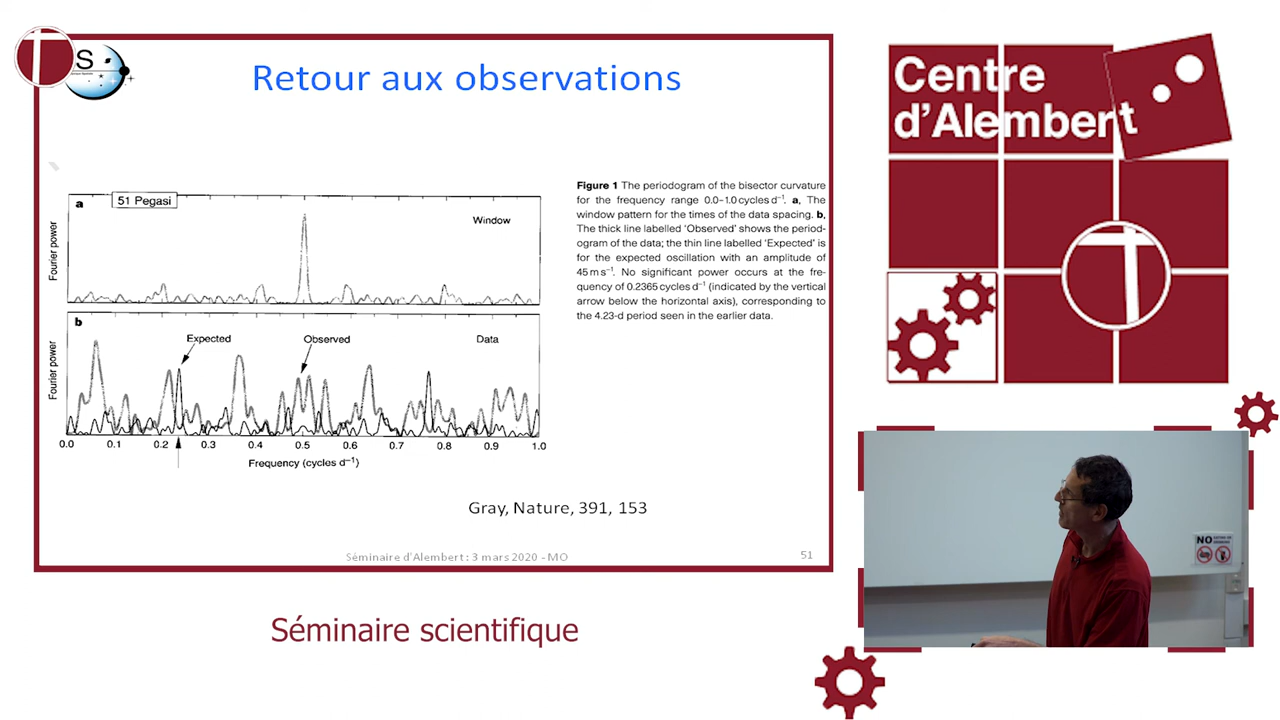 S
Retour aux observations
51 Pegasi
a
Window
Fourier power
b
Expected
Observed
Data
Fourier power
0.0 0.1 0.2 0.3 0.4 0.5 0.6 0.7 0.8 0.9 1.0
Frequency (cycles d⁻¹)
Figure 1 The periodogram of the bisector curvature
for the frequency range 0.0–1.0 cycles d⁻¹. a, The
window pattern for the times of the data spacing. b,
The thick line labelled 'Observed' shows the period-
ogram of the data; the thin line labelled 'Expected' is
for the expected oscillation with an amplitude of
45 m s⁻¹. No significant power occurs at the fre-
quency of 0.2365 cycles d⁻¹ (indicated by the vertical
arrow below the horizontal axis), corresponding to
the 4.23-d period seen in the earlier data.
Gray, Nature, 391, 153
Séminaire d'Alembert : 3 mars 2020 - MO
51
Séminaire scientifique
Centre
d'Alembert
NO